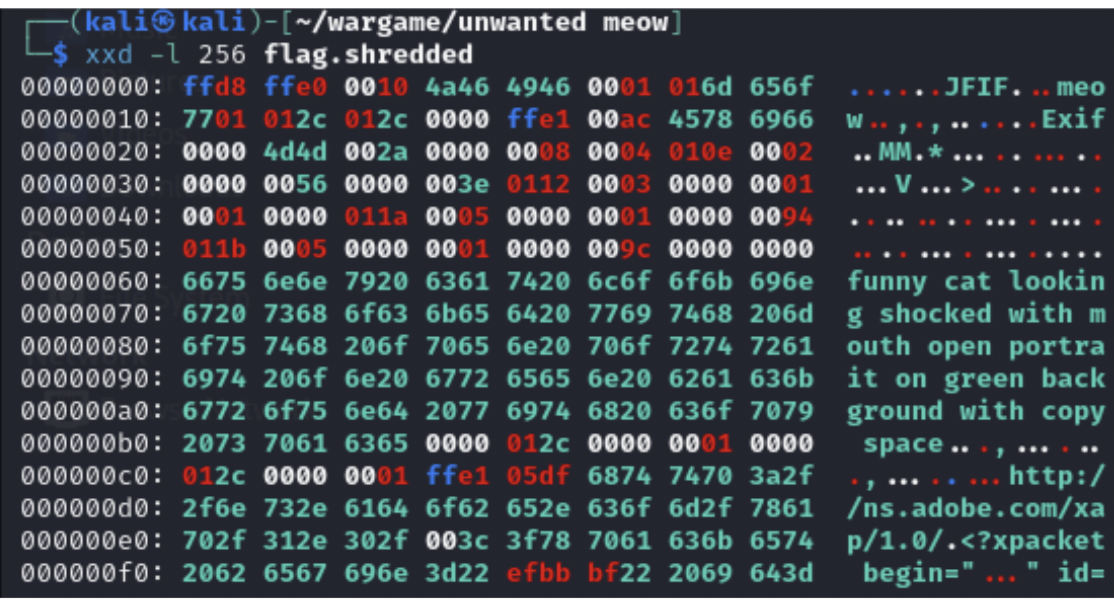 ┌──(kali㉿kali)-[~/wargame/unwanted meow]
└─$ xxd -l 256 flag.shredded
00000000: ffd8 ffe0 0010 4a46 4946 0001 016d 656f  ......JFIF...meo
00000010: 7701 012c 012c 0000 ffe1 00ac 4578 6966  w..,.,......Exif
00000020: 0000 4d4d 002a 0000 0008 0004 010e 0002  ..MM.*..........
00000030: 0000 0056 0000 003e 0112 0003 0000 0001  ...V...>........
00000040: 0001 0000 011a 0005 0000 0001 0000 0094  ................
00000050: 011b 0005 0000 0001 0000 009c 0000 0000  ................
00000060: 6675 6e6e 7920 6361 7420 6c6f 6f6b 696e  funny cat lookin
00000070: 6720 7368 6f63 6b65 6420 7769 7468 206d  g shocked with m
00000080: 6f75 7468 206f 7065 6e20 706f 7274 7261  outh open portra
00000090: 6974 206f 6e20 6772 6565 6e20 6261 636b  it on green back
000000a0: 6772 6f75 6e64 2077 6974 6820 636f 7079  ground with copy
000000b0: 2073 7061 6365 0000 012c 0000 0001 0000   space...,......
000000c0: 012c 0000 0001 ffe1 05df 6874 7470 3a2f  .,........http:/
000000d0: 2f6e 732e 6164 6f62 652e 636f 6d2f 7861  /ns.adobe.com/xa
000000e0: 702f 312e 302f 003c 3f78 7061 636b 6574  p/1.0/.<?xpacket
000000f0: 2062 6567 696e 3d22 efbb bf22 2069 643d   begin="..." id=